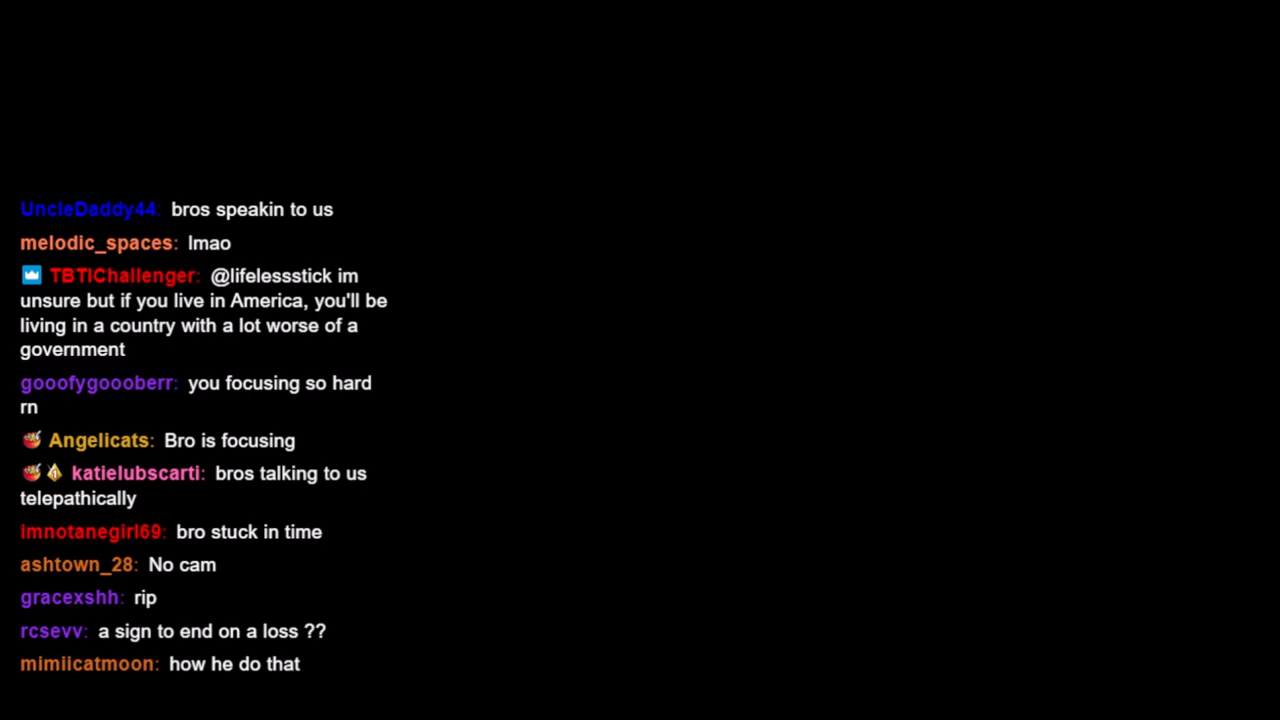 UncleDaddy44: bros speakin to us
melodic_spaces: lmao
TBTIChallenger: @lifelessstick im
unsure but if you live in America, you'll be
living in a country with a lot worse of a
government
gooofygoooberr: you focusing so hard
rn
Angelicats: Bro is focusing
katielubscarti: bros talking to us
telepathically
imnotanegirl69: bro stuck in time
ashtown_28: No cam
gracexshh: rip
rcsevv: a sign to end on a loss ??
mimiicatmoon: how he do that